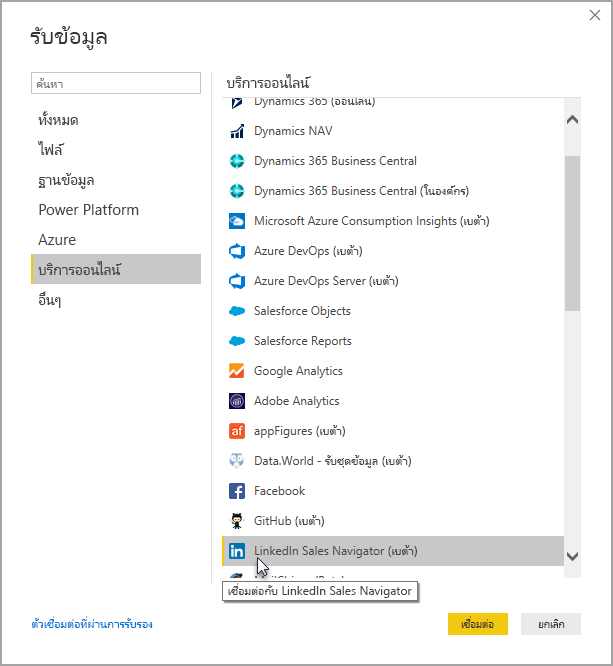 รับข้อมูล
ค้นหา
ทั้งหมด
ไฟล์
ฐานข้อมูล
Power Platform
Azure
บริการออนไลน์
อื่นๆ
บริการออนไลน์
Dynamics 365 (ออนไลน์)
Dynamics NAV
Dynamics 365 Business Central
Dynamics 365 Business Central (ในองค์กร)
Microsoft Azure Consumption Insights (เบต้า)
Azure DevOps (เบต้า)
Azure DevOps Server (เบต้า)
Salesforce Objects
Salesforce Reports
Google Analytics
Adobe Analytics
af appFigures (เบต้า)
Data.World - รับชุดข้อมูล (เบต้า)
Facebook
GitHub (เบต้า)
in LinkedIn Sales Navigator (เบต้า)
เชื่อมต่อกับ LinkedIn Sales Navigator
ตัวเชื่อมต่อที่ผ่านการรับรอง
เชื่อมต่อ
ยกเลิก